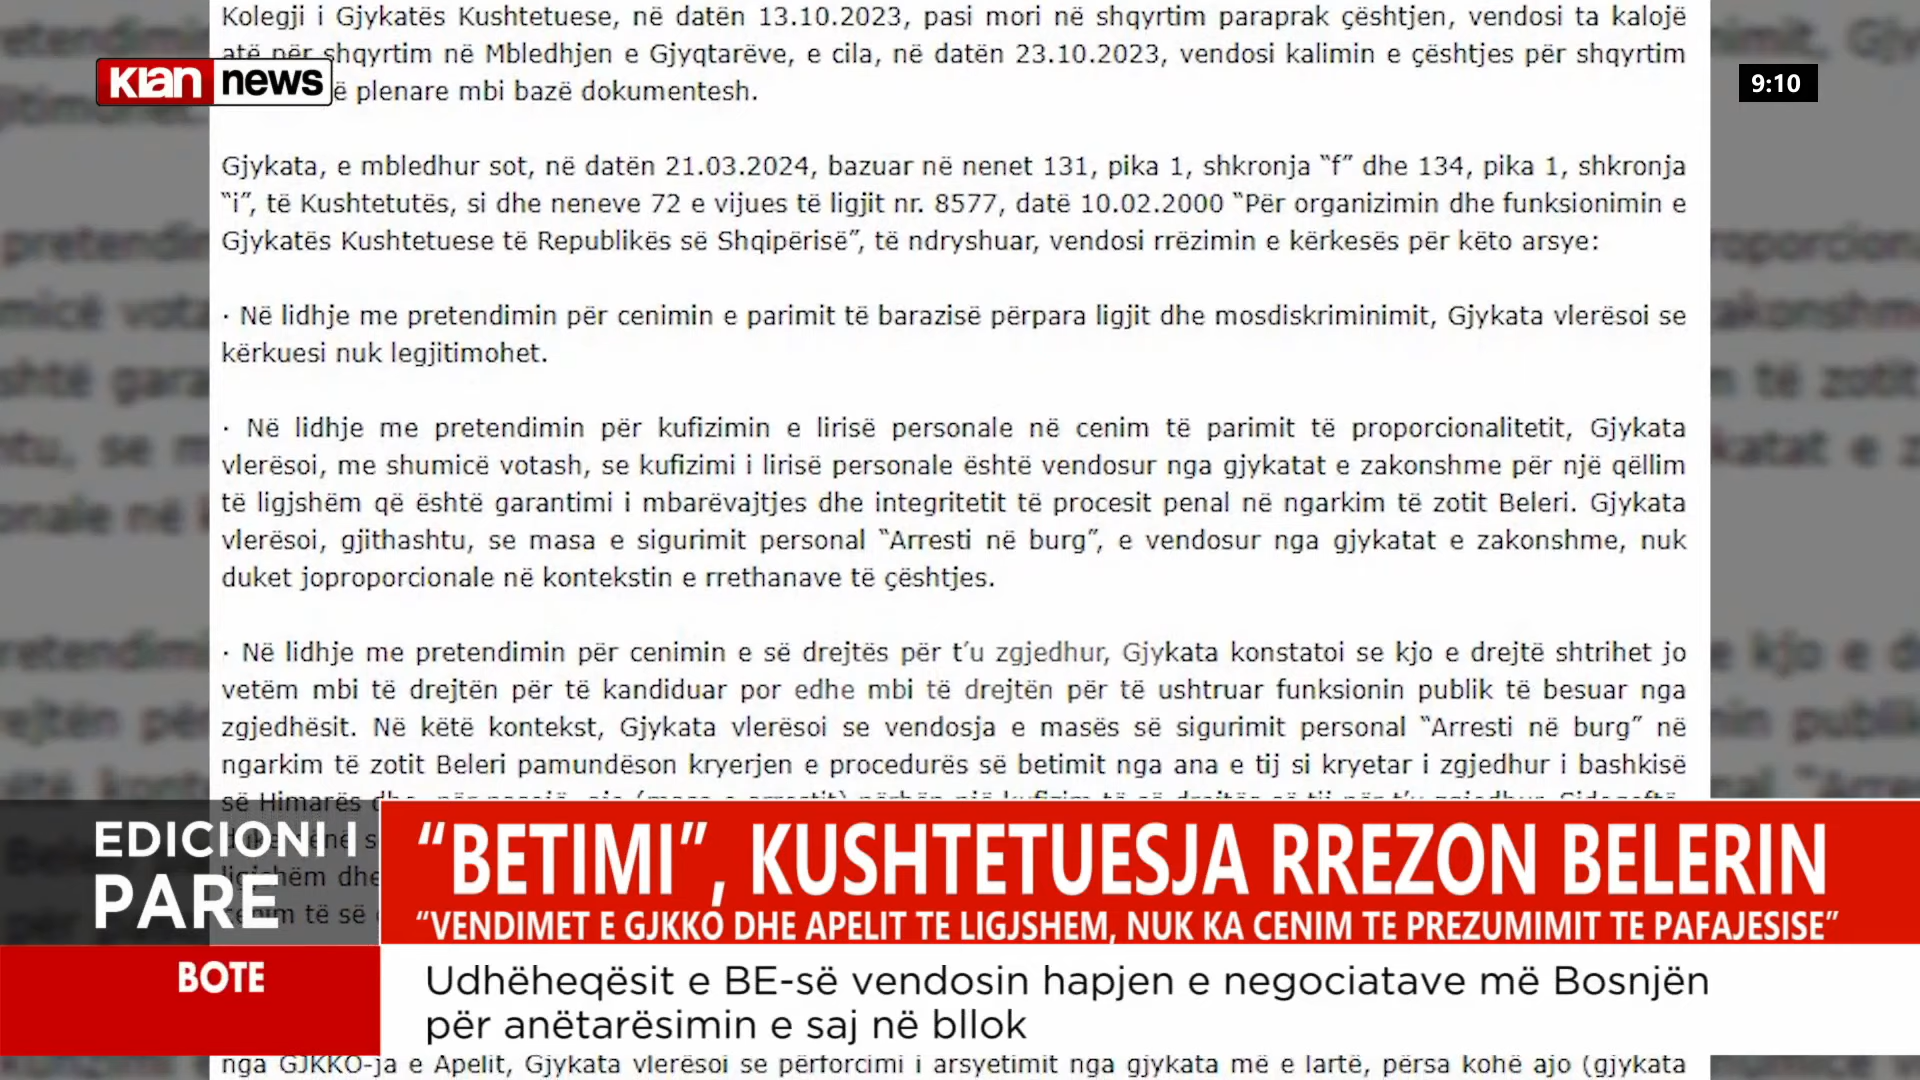 Kolegji i Gjykatës Kushtetuese, në datën 13.10.2023, pasi mori në shqyrtim paraprak çështjen, vendosi ta kalojë
atë për shqyrtim në Mbledhjen e Gjyqtarëve, e cila, në datën 23.10.2023, vendosi kalimin e çështjes për shqyrtim
plenare mbi bazë dokumentesh.
klan news
9:10
Gjykata, e mbledhur sot, në datën 21.03.2024, bazuar në nenet 131, pika 1, shkronja “f” dhe 134, pika 1, shkronja
“i”, të Kushtetutës, si dhe neneve 72 e vijues të ligjit nr. 8577, datë 10.02.2000 “Për organizimin dhe funksionimin e
Gjykatës Kushtetuese të Republikës së Shqipërisë”, të ndryshuar, vendosi rrëzimin e kërkesës për këto arsye:
· Në lidhje me pretendimin për cenimin e parimit të barazisë përpara ligjit dhe mosdiskriminimit, Gjykata vlerësoi se
kërkuesi nuk legjitimohet.
· Në lidhje me pretendimin për kufizimin e lirisë personale në cenim të parimit të proporcionalitetit, Gjykata
vlerësoi, me shumicë votash, se kufizimi i lirisë personale është vendosur nga gjykatat e zakonshme për një qëllim
të ligjshëm që është garantimi i mbarëvajtjes dhe integritetit të procesit penal në ngarkim të zotit Beleri. Gjykata
vlerësoi, gjithashtu, se masa e sigurimit personal “Arresti në burg”, e vendosur nga gjykatat e zakonshme, nuk
duket joproporcionale në kontekstin e rrethanave të çështjes.
· Në lidhje me pretendimin për cenimin e së drejtës për t’u zgjedhur, Gjykata konstatoi se kjo e drejtë shtrihet jo
vetëm mbi të drejtën për të kandiduar por edhe mbi të drejtën për të ushtruar funksionin publik të besuar nga
zgjedhësit. Në këtë kontekst, Gjykata vlerësoi se vendosja e masës së sigurimit personal “Arresti në burg” në
ngarkim të zotit Beleri pamundëson kryerjen e procedurës së betimit nga ana e tij si kryetar i zgjedhur i bashkisë
së Himarës
EDICIONI I
PARE
“BETIMI”, KUSHTETUESJA RREZON BELERIN
“VENDIMET E GJKKO DHE APELIT TE LIGJSHEM, NUK KA CENIM TE PREZUMIMIT TE PAFAJESISE”
BOTE
Udhëheqësit e BE-së vendosin hapjen e negociatave më Bosnjën
për anëtarësimin e saj në bllok
nga GJKKO-ja e Apelit, Gjykata vlerësoi se përforcimi i arsyetimit nga gjykata më e lartë, përsa kohë ajo (gjykata